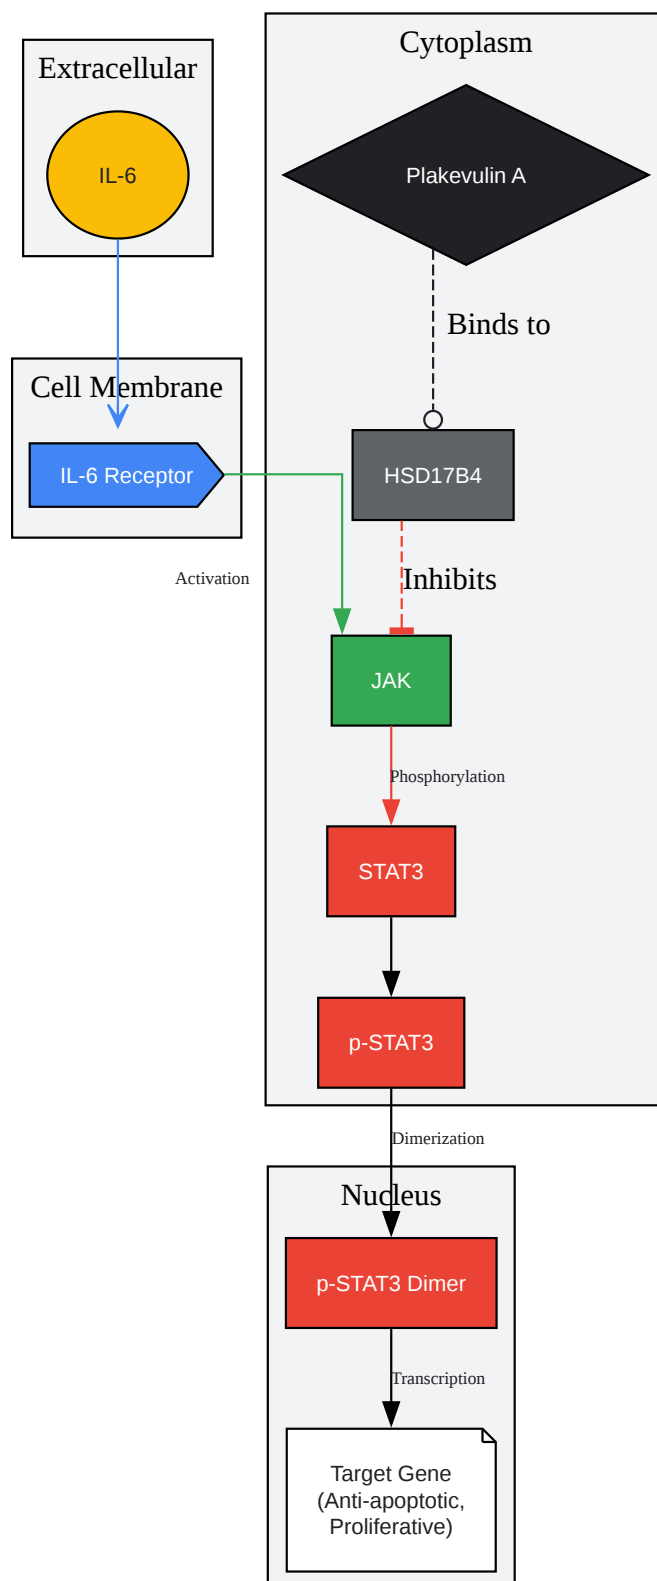 Extracellular
IL-6
Cytoplasm
Plakevulin A
Binds to
Cell Membrane
IL-6 Receptor
HSD17B4
Activation
Inhibits
JAK
Phosphorylation
STAT3
p-STAT3
Dimerization
Nucleus
p-STAT3 Dimer
Transcription
Target Gene
(Anti-apoptotic,
Proliferative)